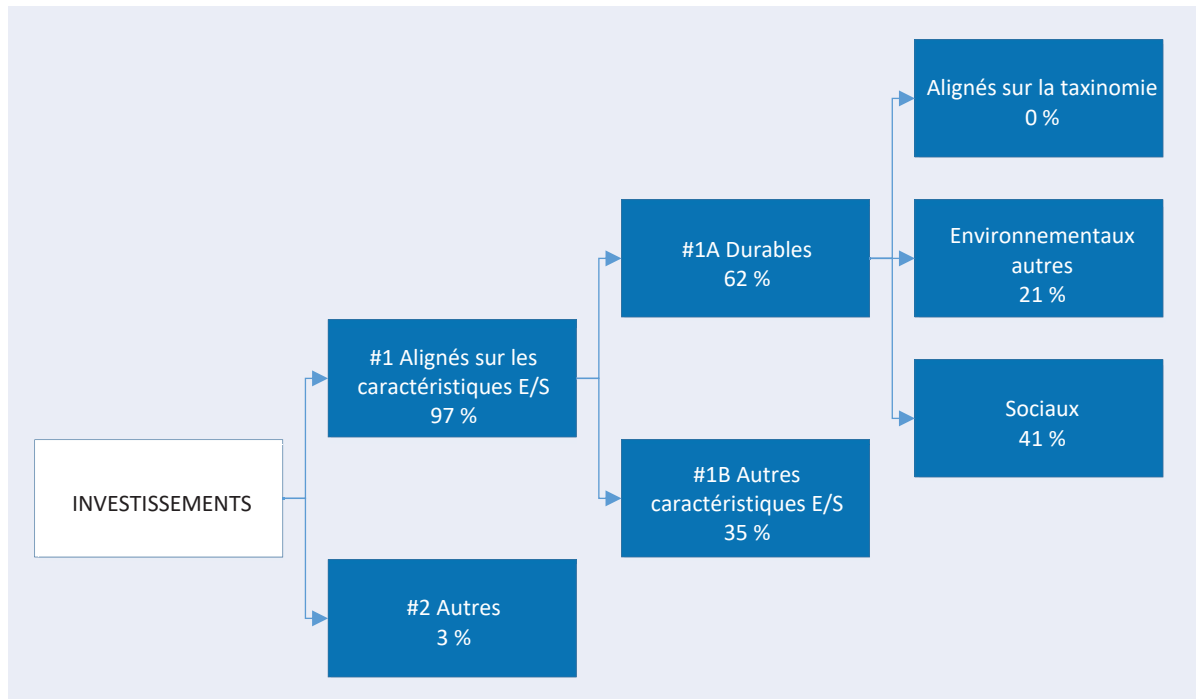 INVESTISSEMENTS
#1 Alignés sur les
caractéristiques E/S
97 %
#2 Autres
3 %
#1A Durables
62 %
#1B Autres
caractéristiques E/S
35 %
Alignés sur la taxinomie
0 %
Environnementaux
autres
21 %
Sociaux
41 %